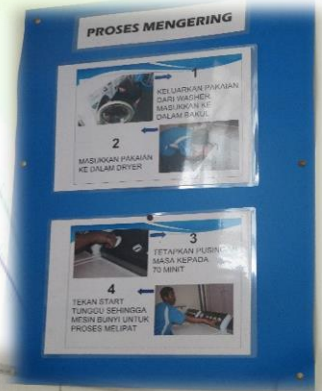 PROSES MENGERING
1
KELUARKAN PAKAIAN
DARI WASHER,
MASUKKAN KE
DALAM BAKUL
2
MASUKKAN PAKAIAN
KE DALAM DRYER
3
TETAPKAN PUSINGAN
MASA KEPADA
70 MINIT
4
TEKAN START
TUNGGU SEHINGGA
MESIN BUNYI UNTUK
PROSES MELIPAT